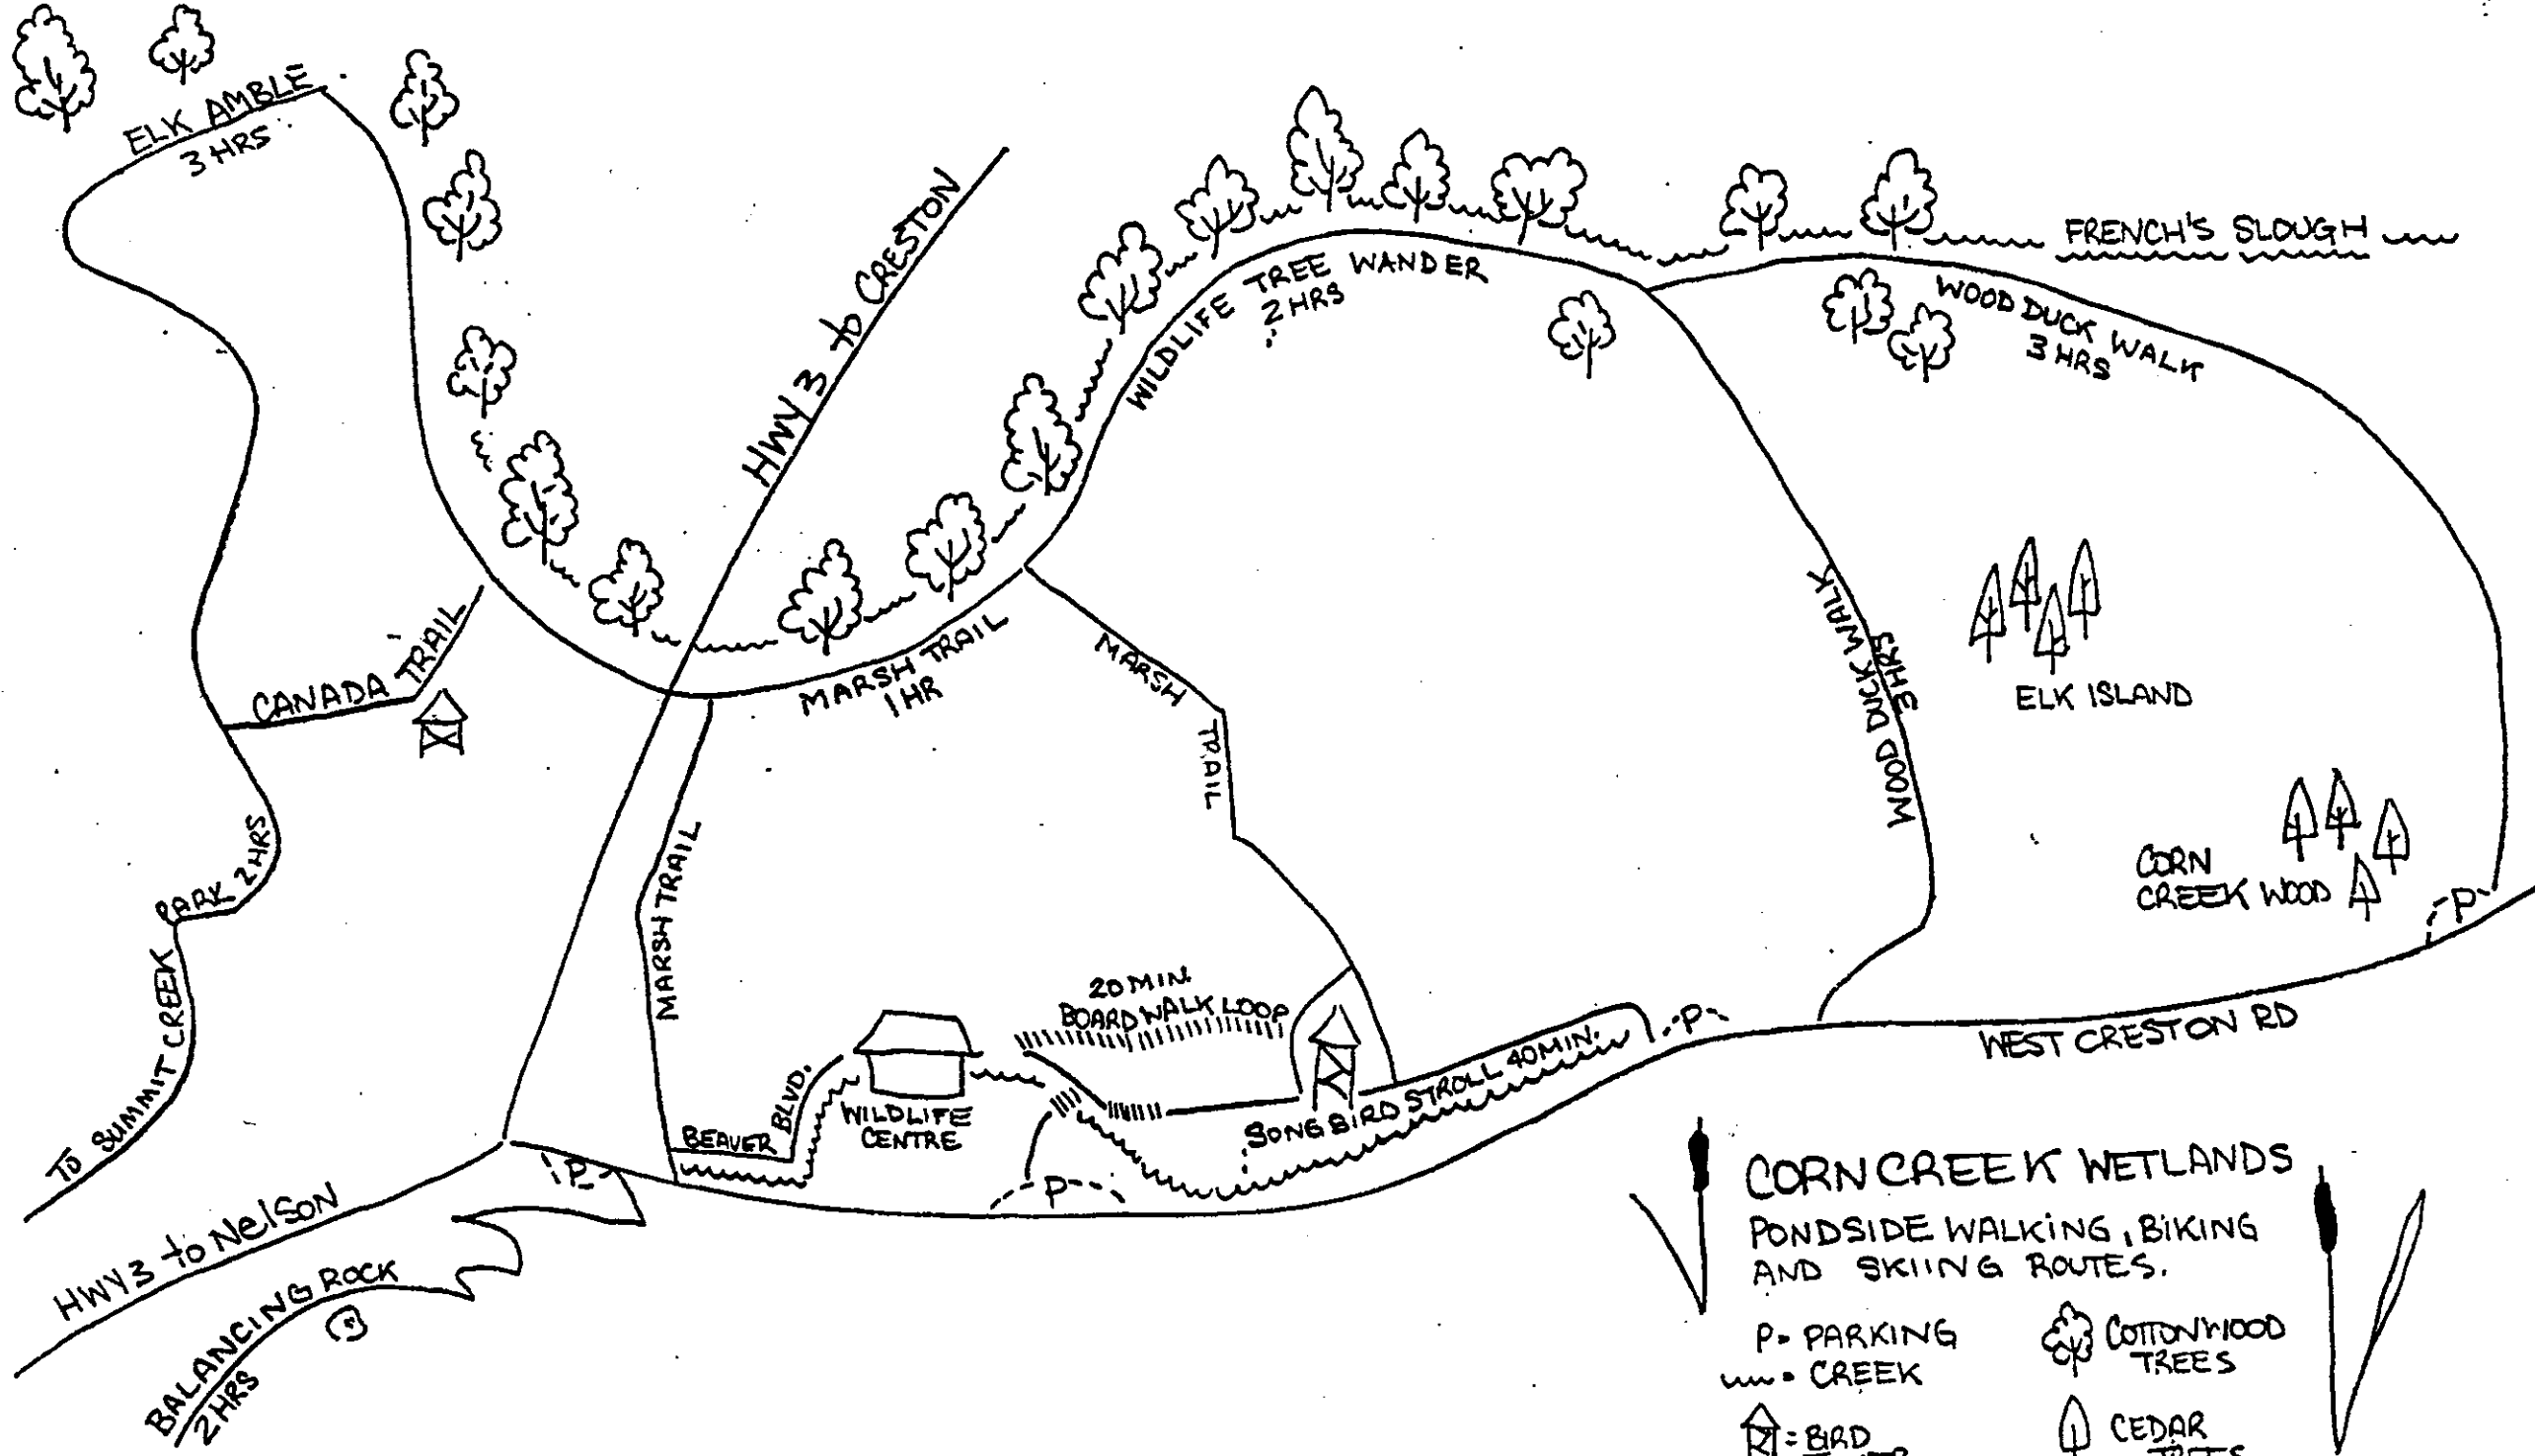 ELK AMBLE
3 HRS
HWY 3 to CRESTON
WILDLIFE TREE WANDER
2 HRS
FRENCH'S SLOUGH
WOOD DUCK WALK
3 HRS
CANADA TRAIL
MARSH TRAIL
1 HR
MARSH
TRAIL
WOOD DUCK WALK
3 HRS
ELK ISLAND
MARSH TRAIL
CORN
CREEK WOOD
P
TO SUMMIT CREEK PARK 2 HRS
20 MIN.
BOARDWALK LOOP
P
WEST CRESTON RD
SONGBIRD STROLL 40 MIN.
BEAVER BLVD.
WILDLIFE
CENTRE
P
P
HWY 3 to NelSON
BALANCING ROCK
2 HRS
CORN CREEK WETLANDS
PONDSIDE WALKING, BIKING
AND SKIING ROUTES.
P = PARKING
= CREEK
COTTONWOOD
TREES
= BIRD
CEDAR